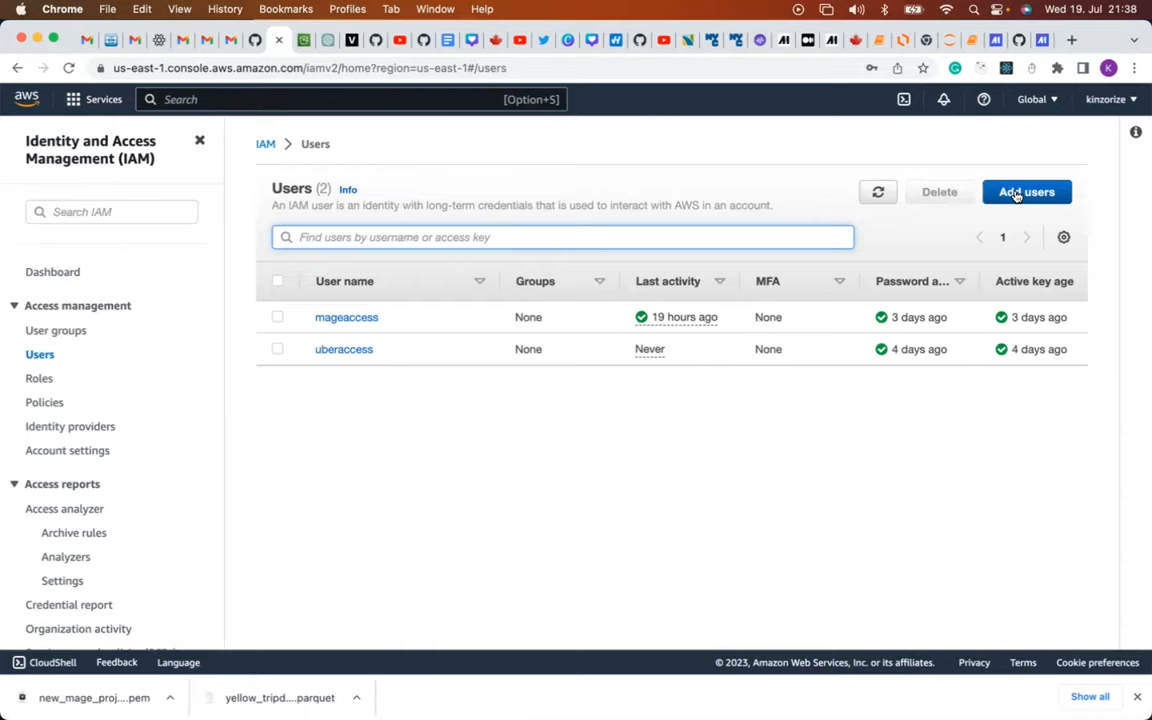 Chrome File Edit View History Bookmarks Profiles Tab Window Help Wed 19. Jul 21:38
us-east-1.console.aws.amazon.com/iamv2/home?region=us-east-1#/users K
aws Services Search [Option+S] Global kinzorize
Identity and Access
Management (IAM)
Search IAM
Dashboard
Access management
User groups
Users
Roles
Policies
Identity providers
Account settings
Access reports
Access analyzer
Archive rules
Analyzers
Settings
Credential report
Organization activity
IAM > Users
Users (2) Info
An IAM user is an identity with long-term credentials that is used to interact with AWS in an account.
Delete Add users
Find users by username or access key 1
User name Groups Last activity MFA Password a... Active key age
mageaccess None 19 hours ago None 3 days ago 3 days ago
uberaccess None Never None 4 days ago 4 days ago
CloudShell Feedback Language © 2023, Amazon Web Services, Inc. or its affiliates. Privacy Terms Cookie preferences
new_mage_proj....pem yellow_tripd....parquet Show all